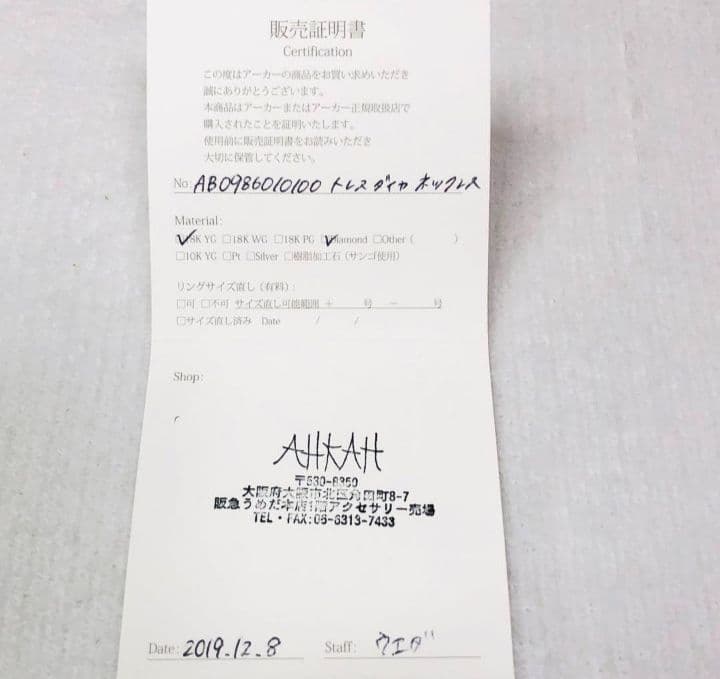 販売証明書
Certification
この度はアーカーの商品をお買い求めいただき
誠にありがとうございます。
本商品はアーカーまたはアーカー正規取扱店で
購入されたことを証明いたします。
使用前に販売証明書をお読みいただき
大切に保管してください。
No: AB0986010100 トレスダイヤ ネックレス
Material:
☑18K YG ☐18K WG ☐18K PG ☑Diamond ☐Other ( )
☐10K YG ☐Pt ☐Silver ☐樹脂加工石（サンゴ使用）
リングサイズ直し（有料）:
☐可 ☐不可 サイズ直し可能範囲 + 号 − 号
☐サイズ直し済み Date / /
Shop:
AHKAH
〒530-8350
大阪府大阪市北区角田町8-7
阪急うめだ本店1階アクセサリー売場
TEL・FAX:06-6313-7433
Date: 2019.12.8 Staff: ウエダ